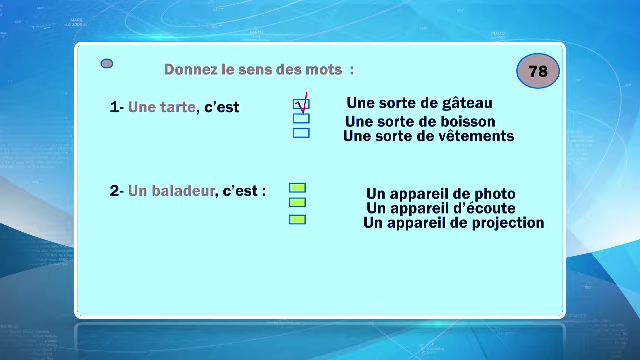 Donnez le sens des mots :
78
1- Une tarte, c’est
Une sorte de gâteau
Une sorte de boisson
Une sorte de vêtements
2- Un baladeur, c’est :
Un appareil de photo
Un appareil d’écoute
Un appareil de projection